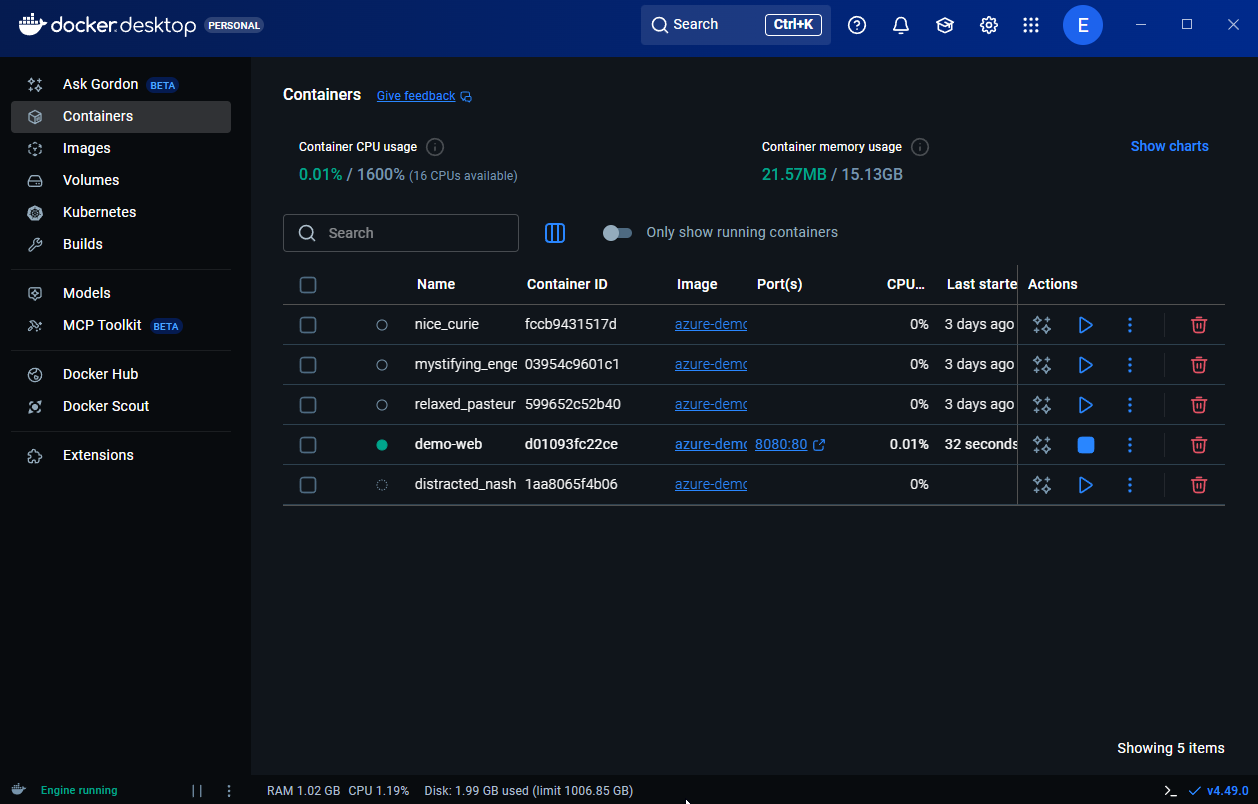 docker.desktop PERSONAL Search Ctrl+K E
Ask Gordon BETA
Containers
Images
Volumes
Kubernetes
Builds
Models
MCP Toolkit BETA
Docker Hub
Docker Scout
Extensions
Containers Give feedback
Container CPU usage
0.01% / 1600% (16 CPUs available)
Container memory usage
21.57MB / 15.13GB
Show charts
Search
Only show running containers
Name Container ID Image Port(s) CPU... Last starte Actions
nice_curie fccb9431517d azure-demo 0% 3 days ago
mystifying_enge 03954c9601c1 azure-demo 0% 3 days ago
relaxed_pasteur 599652c52b40 azure-demo 0% 3 days ago
demo-web d01093fc22ce azure-demo 8080:80 0.01% 32 seconds
distracted_nash 1aa8065f4b06 azure-demo 0%
Showing 5 items
Engine running RAM 1.02 GB CPU 1.19% Disk: 1.99 GB used (limit 1006.85 GB) v4.49.0